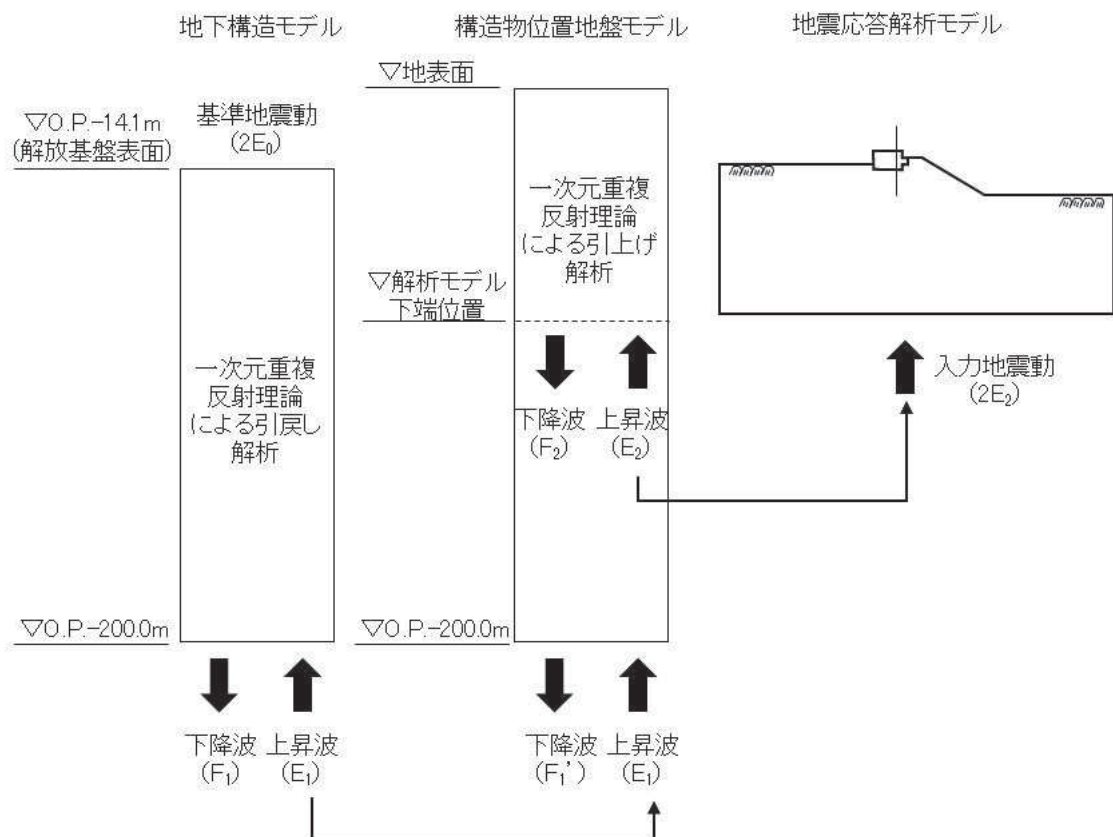 地下構造モデル
構造物位置地盤モデル
地震応答解析モデル
▽O.P.-14.1m
(解放基盤表面)
基準地震動
(2E₀)
一次元重複
反射理論
による引戻し
解析
▽O.P.-200.0m
下降波
(F₁)
上昇波
(E₁)
▽地表面
一次元重複
反射理論
による引上げ
解析
▽解析モデル
下端位置
下降波
(F₂)
上昇波
(E₂)
▽O.P.-200.0m
下降波
(F₁')
上昇波
(E₁)
入力地震動
(2E₂)